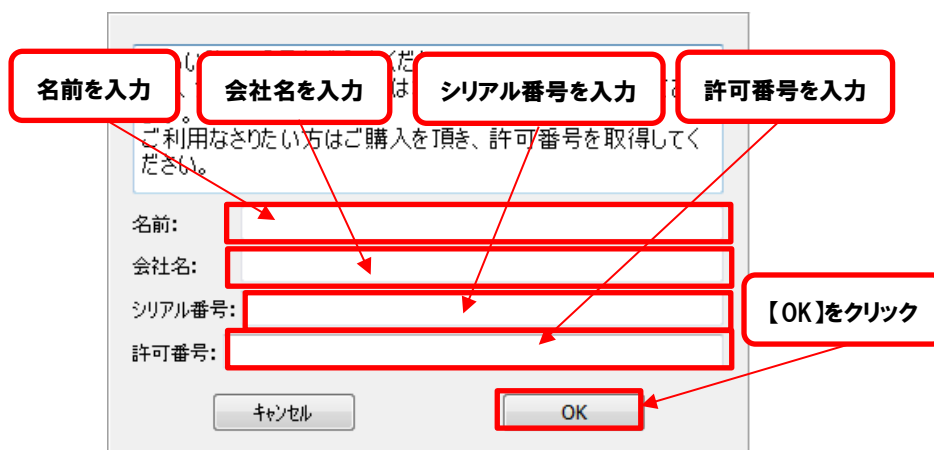 名前を入力
会社名を入力
シリアル番号を入力
許可番号を入力
ご利用なさりたい方はご購入を頂き、許可番号を取得してく
ださい。
名前:
会社名:
シリアル番号:
【OK】をクリック
許可番号:
キャンセル
OK